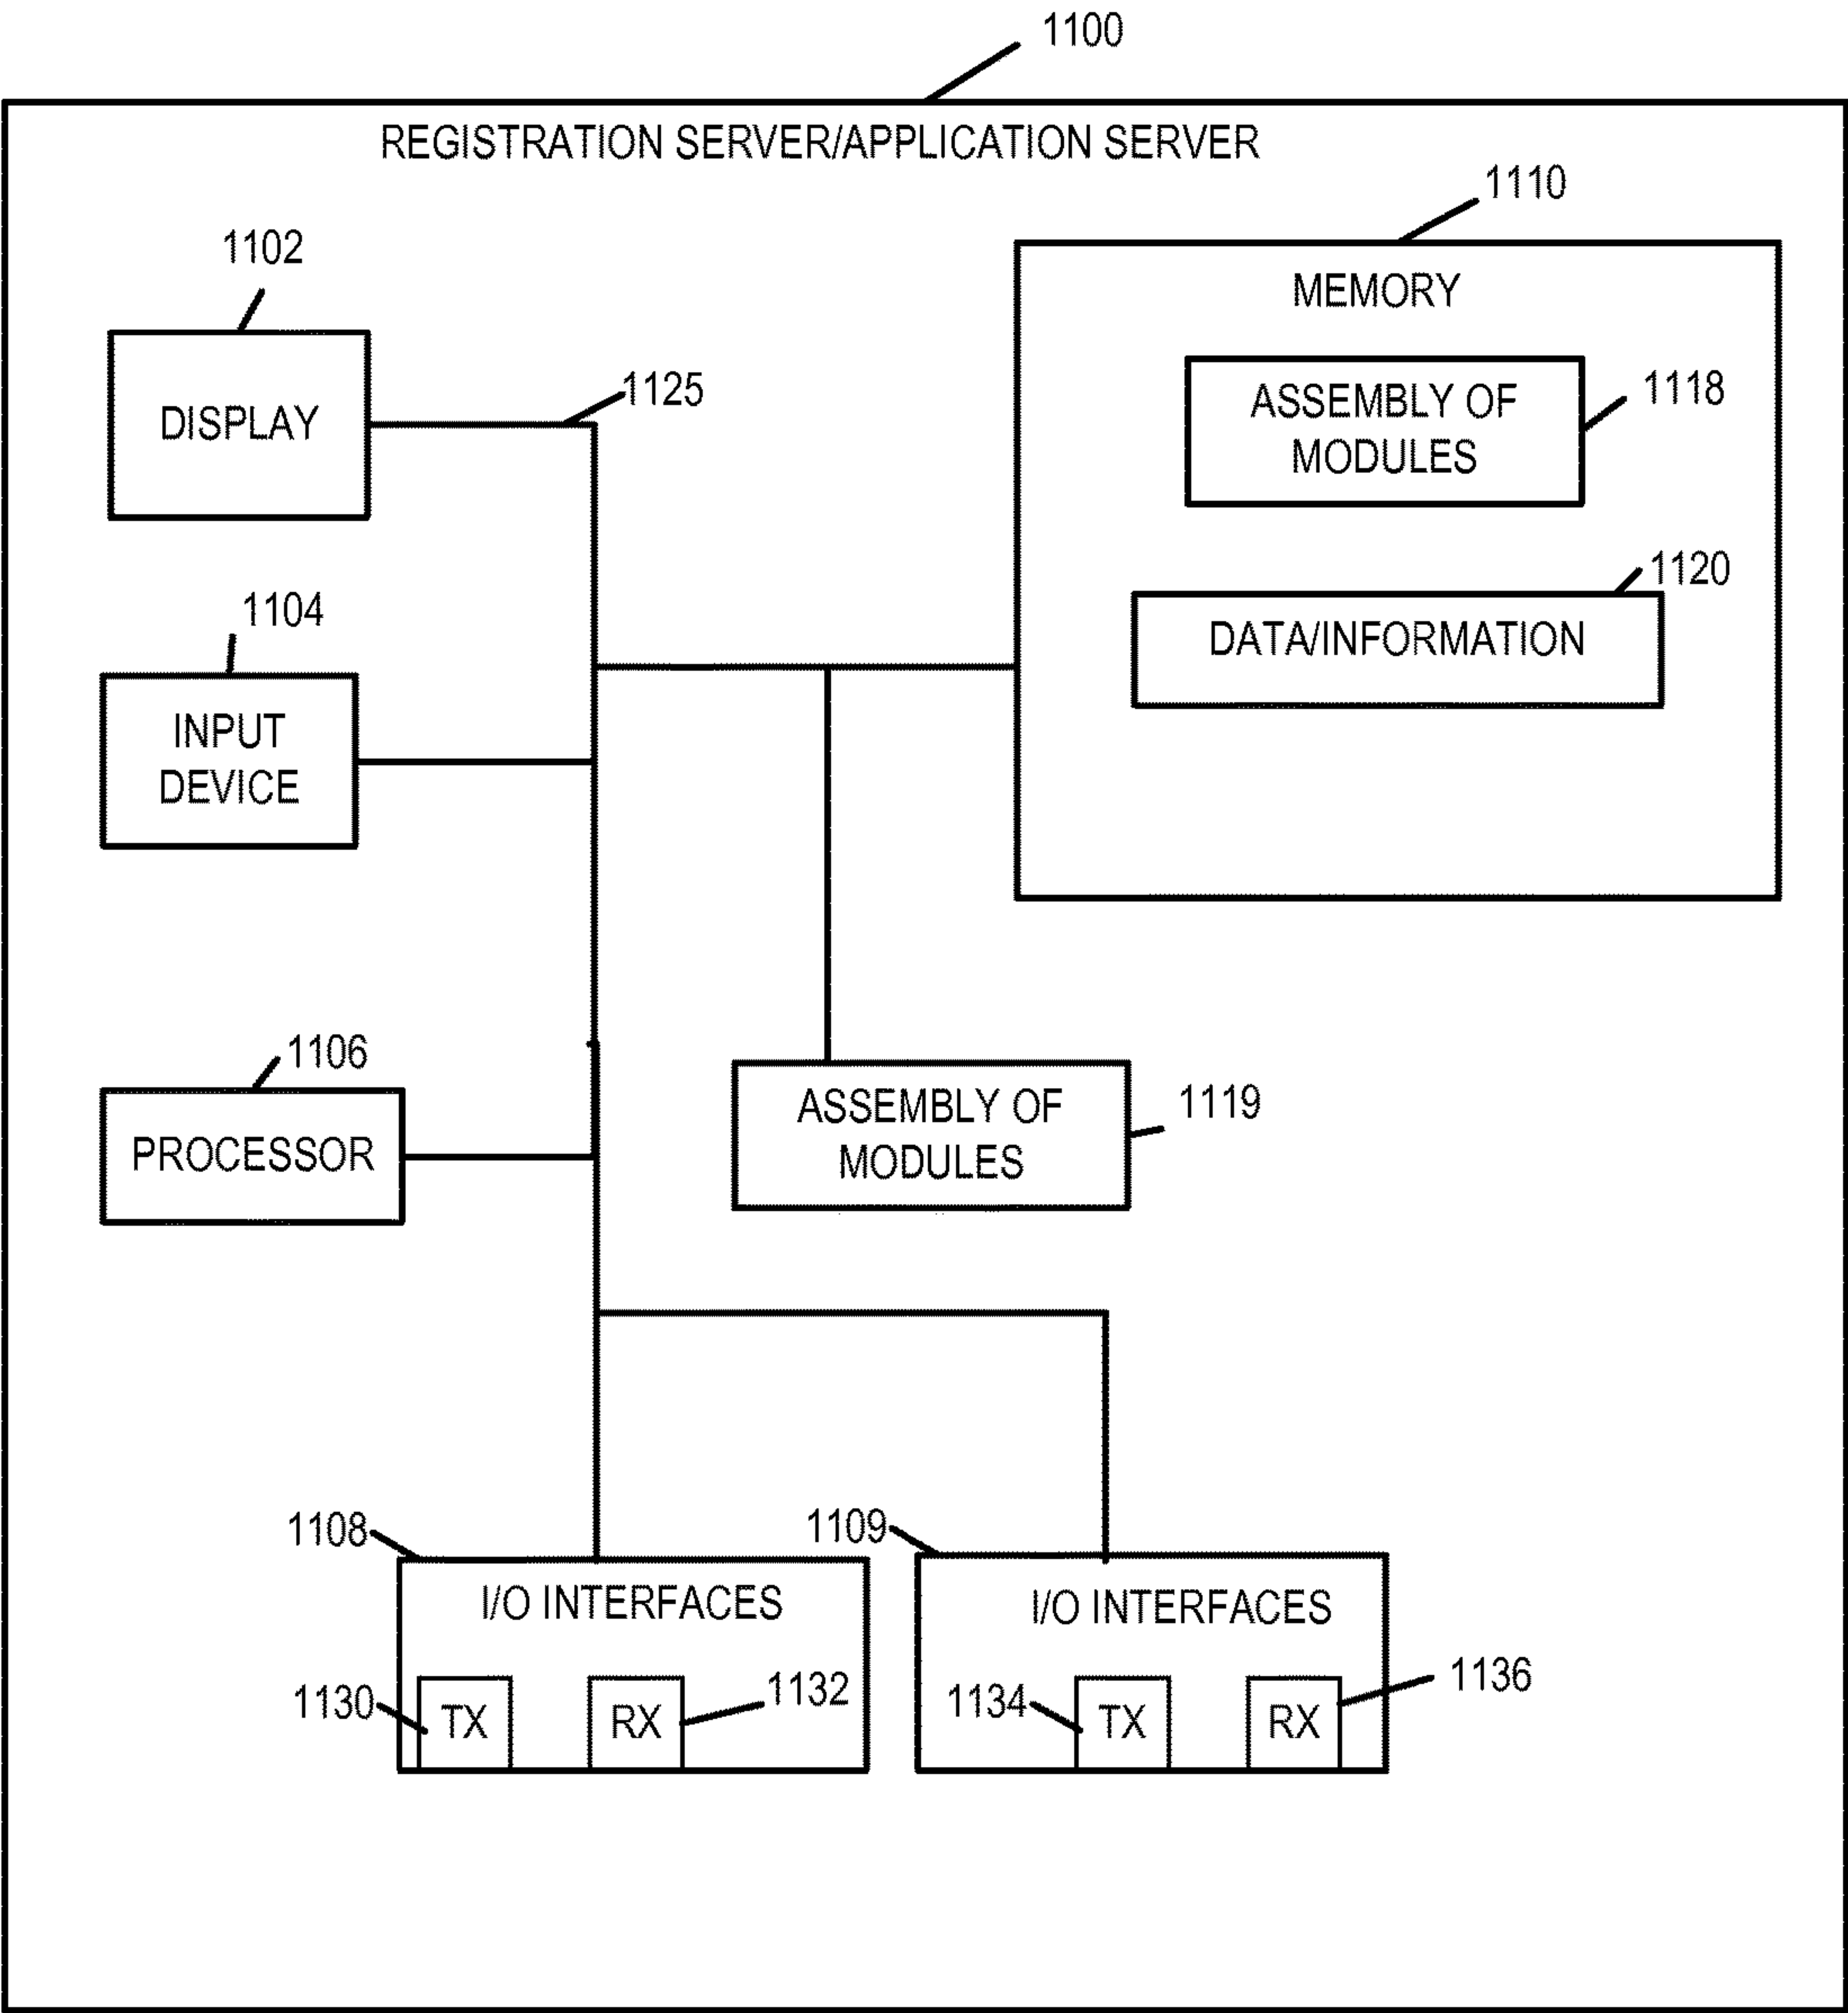 1100
REGISTRATION SERVER/APPLICATION SERVER
1110
MEMORY
1102
DISPLAY
1125
ASSEMBLY OF
MODULES
1118
1120
DATA/INFORMATION
1104
INPUT
DEVICE
1106
PROCESSOR
ASSEMBLY OF
MODULES
1119
1108
I/O INTERFACES
1130
TX
RX
1132
1109
I/O INTERFACES
1134
TX
RX
1136